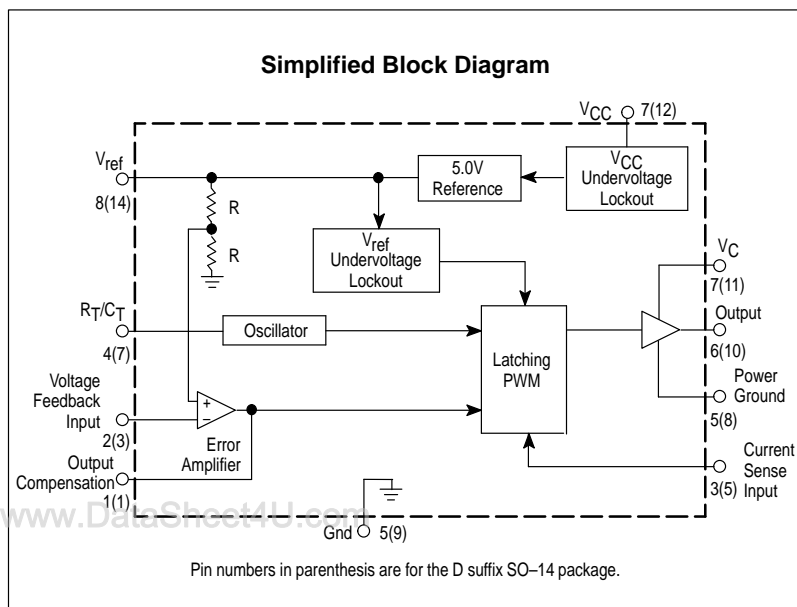 Simplified Block Diagram
VCC 7(12)
Vref
8(14)
R
R
5.0V
Reference
VCC
Undervoltage
Lockout
Vref
Undervoltage
Lockout
VC
7(11)
RT/CT
4(7)
Oscillator
Latching
PWM
Output
6(10)
Voltage
Feedback
Input
2(3)
+
–
Error
Amplifier
Power
Ground
5(8)
Output
Compensation
1(1)
Current
Sense
Input
3(5)
www.DataSheet4U.com
Gnd 5(9)
Pin numbers in parenthesis are for the D suffix SO–14 package.